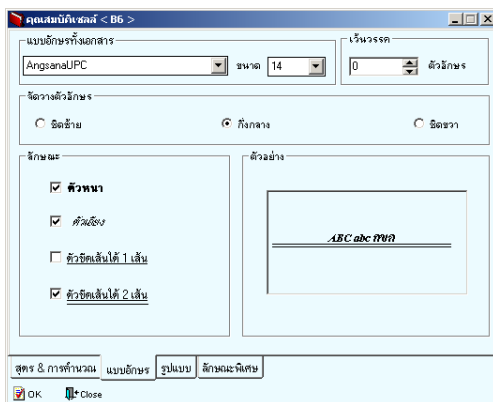 คุณสมบัติเซลล์ < B6 >
แบบอักษรทั้งเอกสาร
เว้นวรรค
AngsanaUPC
ขนาด 14
0 ตัวอักษร
จัดวางตัวอักษร
ชิดซ้าย
กึ่งกลาง
ชิดขวา
ลักษณะ
ตัวอย่าง
ตัวหนา
ตัวเอียง
ABC abc กขค
ตัวขีดเส้นใต้ 1 เส้น
ตัวขีดเส้นใต้ 2 เส้น
สูตร & การคำนวณ แบบอักษร รูปแบบ ลักษณะพิเศษ
OK Close